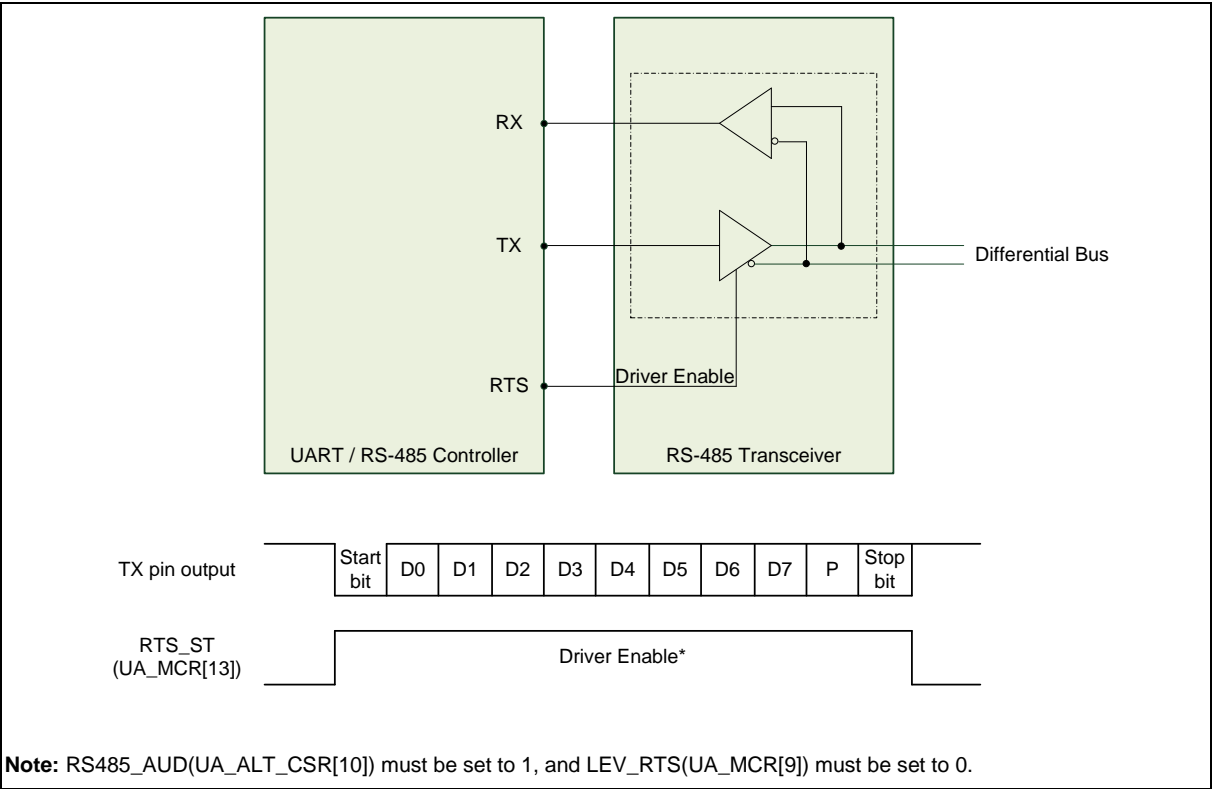 RX
TX
Differential Bus
RTS
Driver Enable
UART / RS-485 Controller
RS-485 Transceiver
TX pin output
Start
bit
D0
D1
D2
D3
D4
D5
D6
D7
P
Stop
bit
RTS_ST
(UA_MCR[13])
Driver Enable*
Note: RS485_AUD(UA_ALT_CSR[10]) must be set to 1, and LEV_RTS(UA_MCR[9]) must be set to 0.